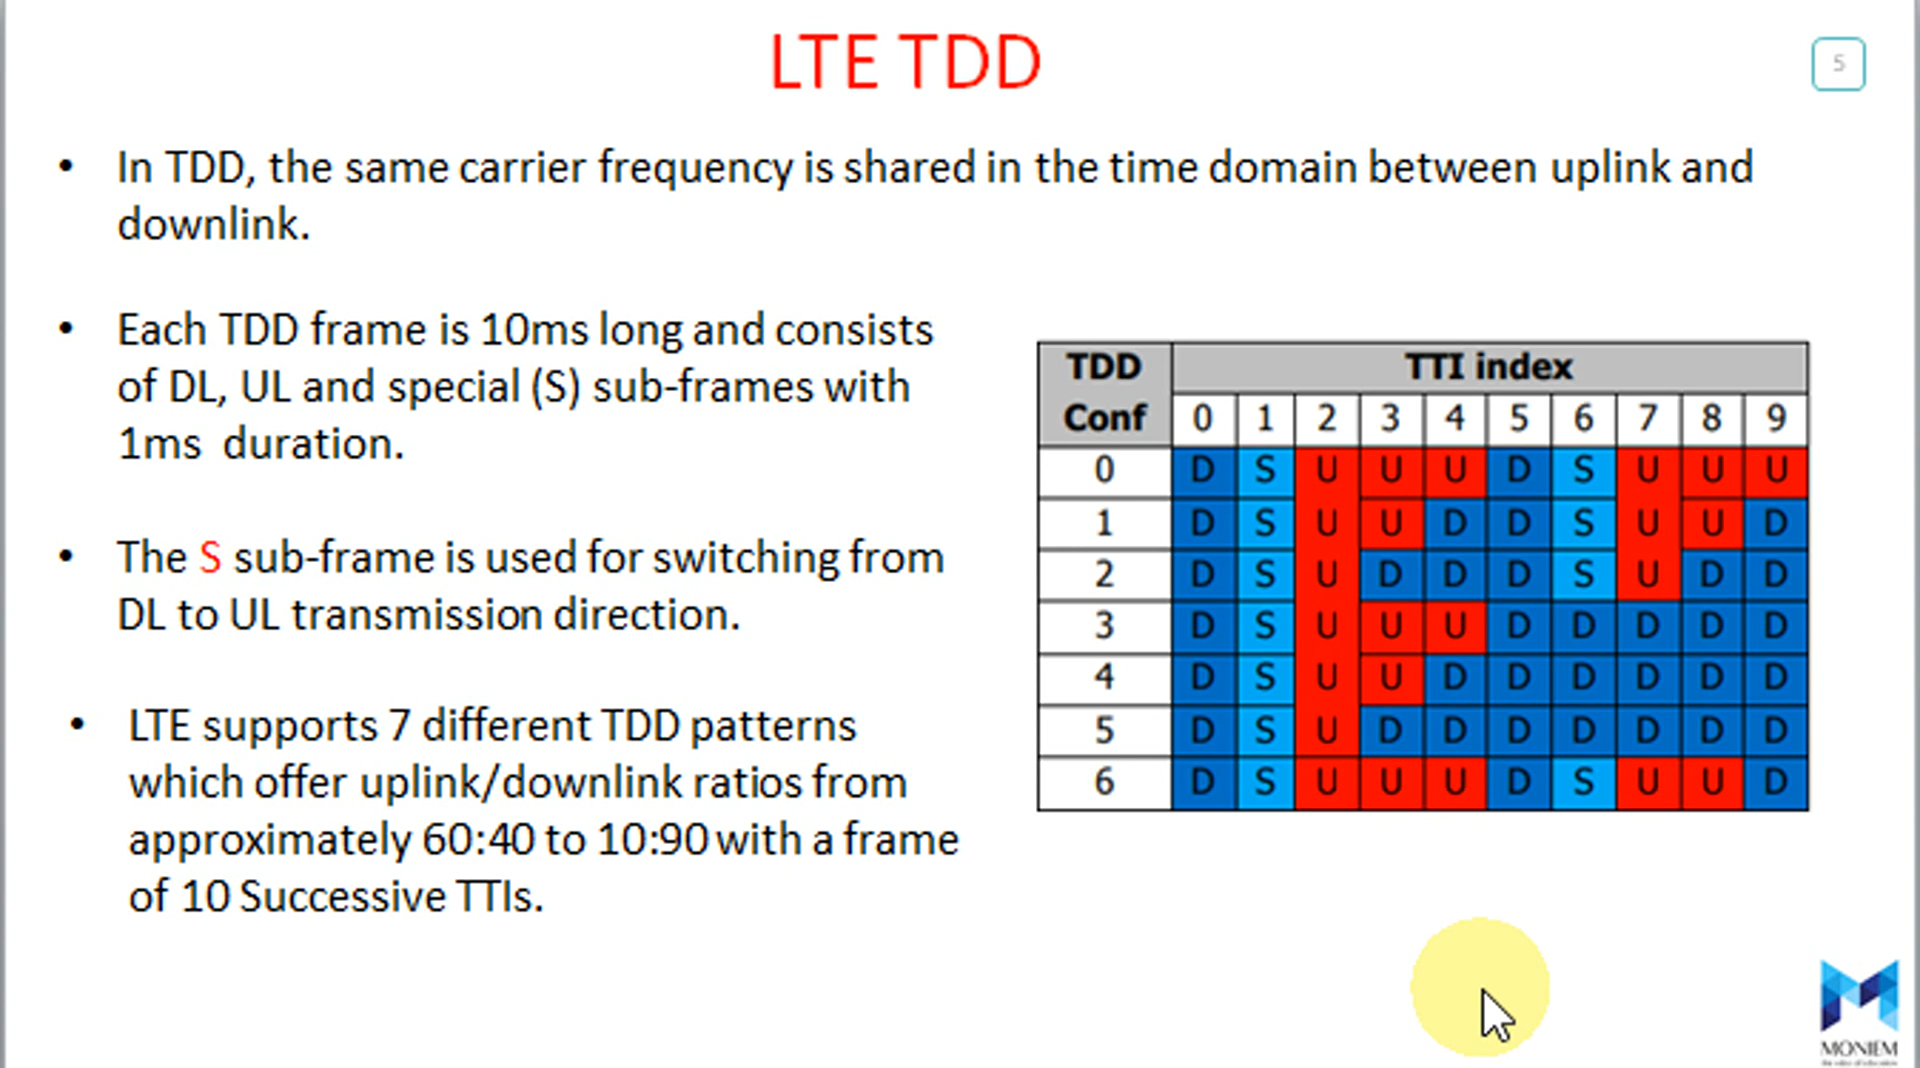 LTE TDD
5
• In TDD, the same carrier frequency is shared in the time domain between uplink and
downlink.
• Each TDD frame is 10ms long and consists
of DL, UL and special (S) sub-frames with
1ms duration.
• The S sub-frame is used for switching from
DL to UL transmission direction.
• LTE supports 7 different TDD patterns
which offer uplink/downlink ratios from
approximately 60:40 to 10:90 with a frame
of 10 Successive TTIs.
TDD Conf TTI index
0 1 2 3 4 5 6 7 8 9
0 D S U U U D S U U U
1 D S U U D D S U U D
2 D S U D D D S U D D
3 D S U U U D D D D D
4 D S U U D D D D D D
5 D S U D D D D D D D
6 D S U U U D S U U D
MONIEM